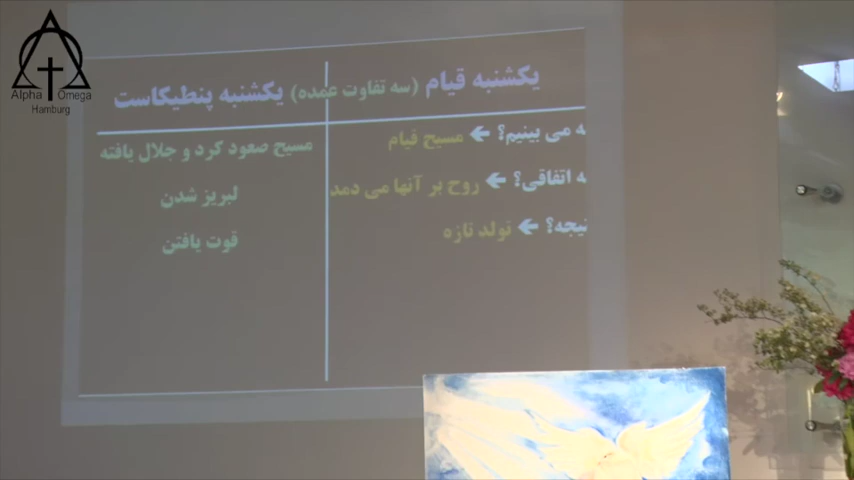 Alpha Omega
Hamburg
یکشنبه قیام (سه تفاوت عمده) یکشنبه پنطیکاست
ه می بینیم؟ ← مسیح قیام
مسیح صعود کرد و جلال یافته
ه اتفاقی؟ ← روح بر آنها می دمد
لبریز شدن
تیجه؟ ← تولد تازه
قوت یافتن